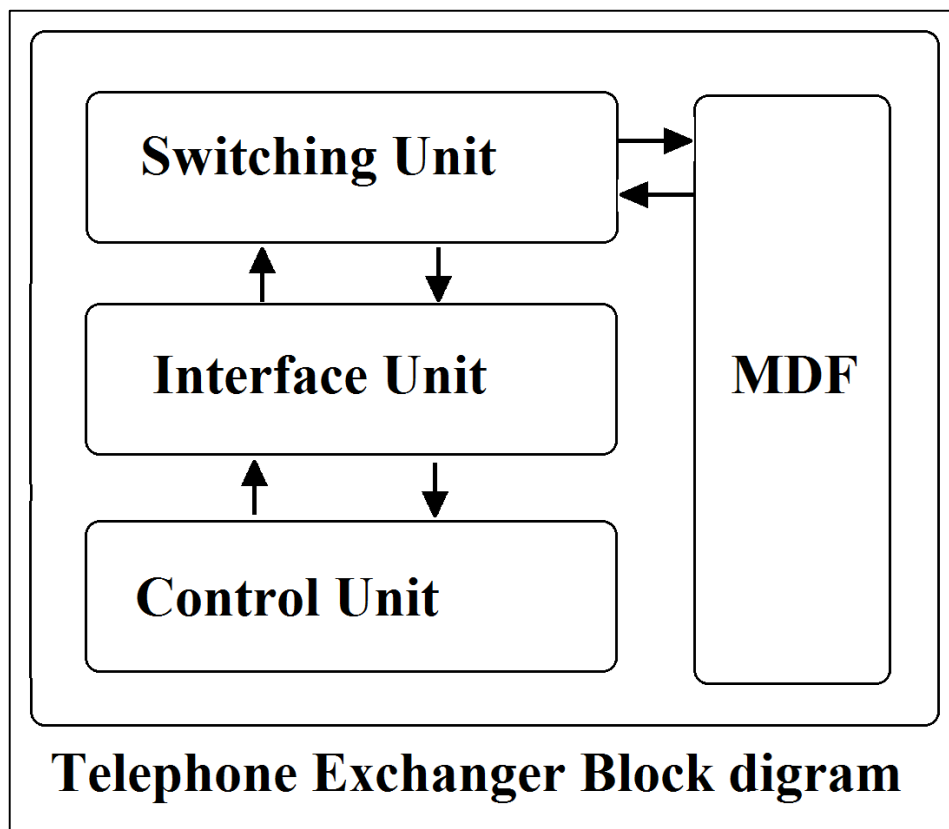 Switching Unit
Interface Unit
MDF
Control Unit
Telephone Exchanger Block digram